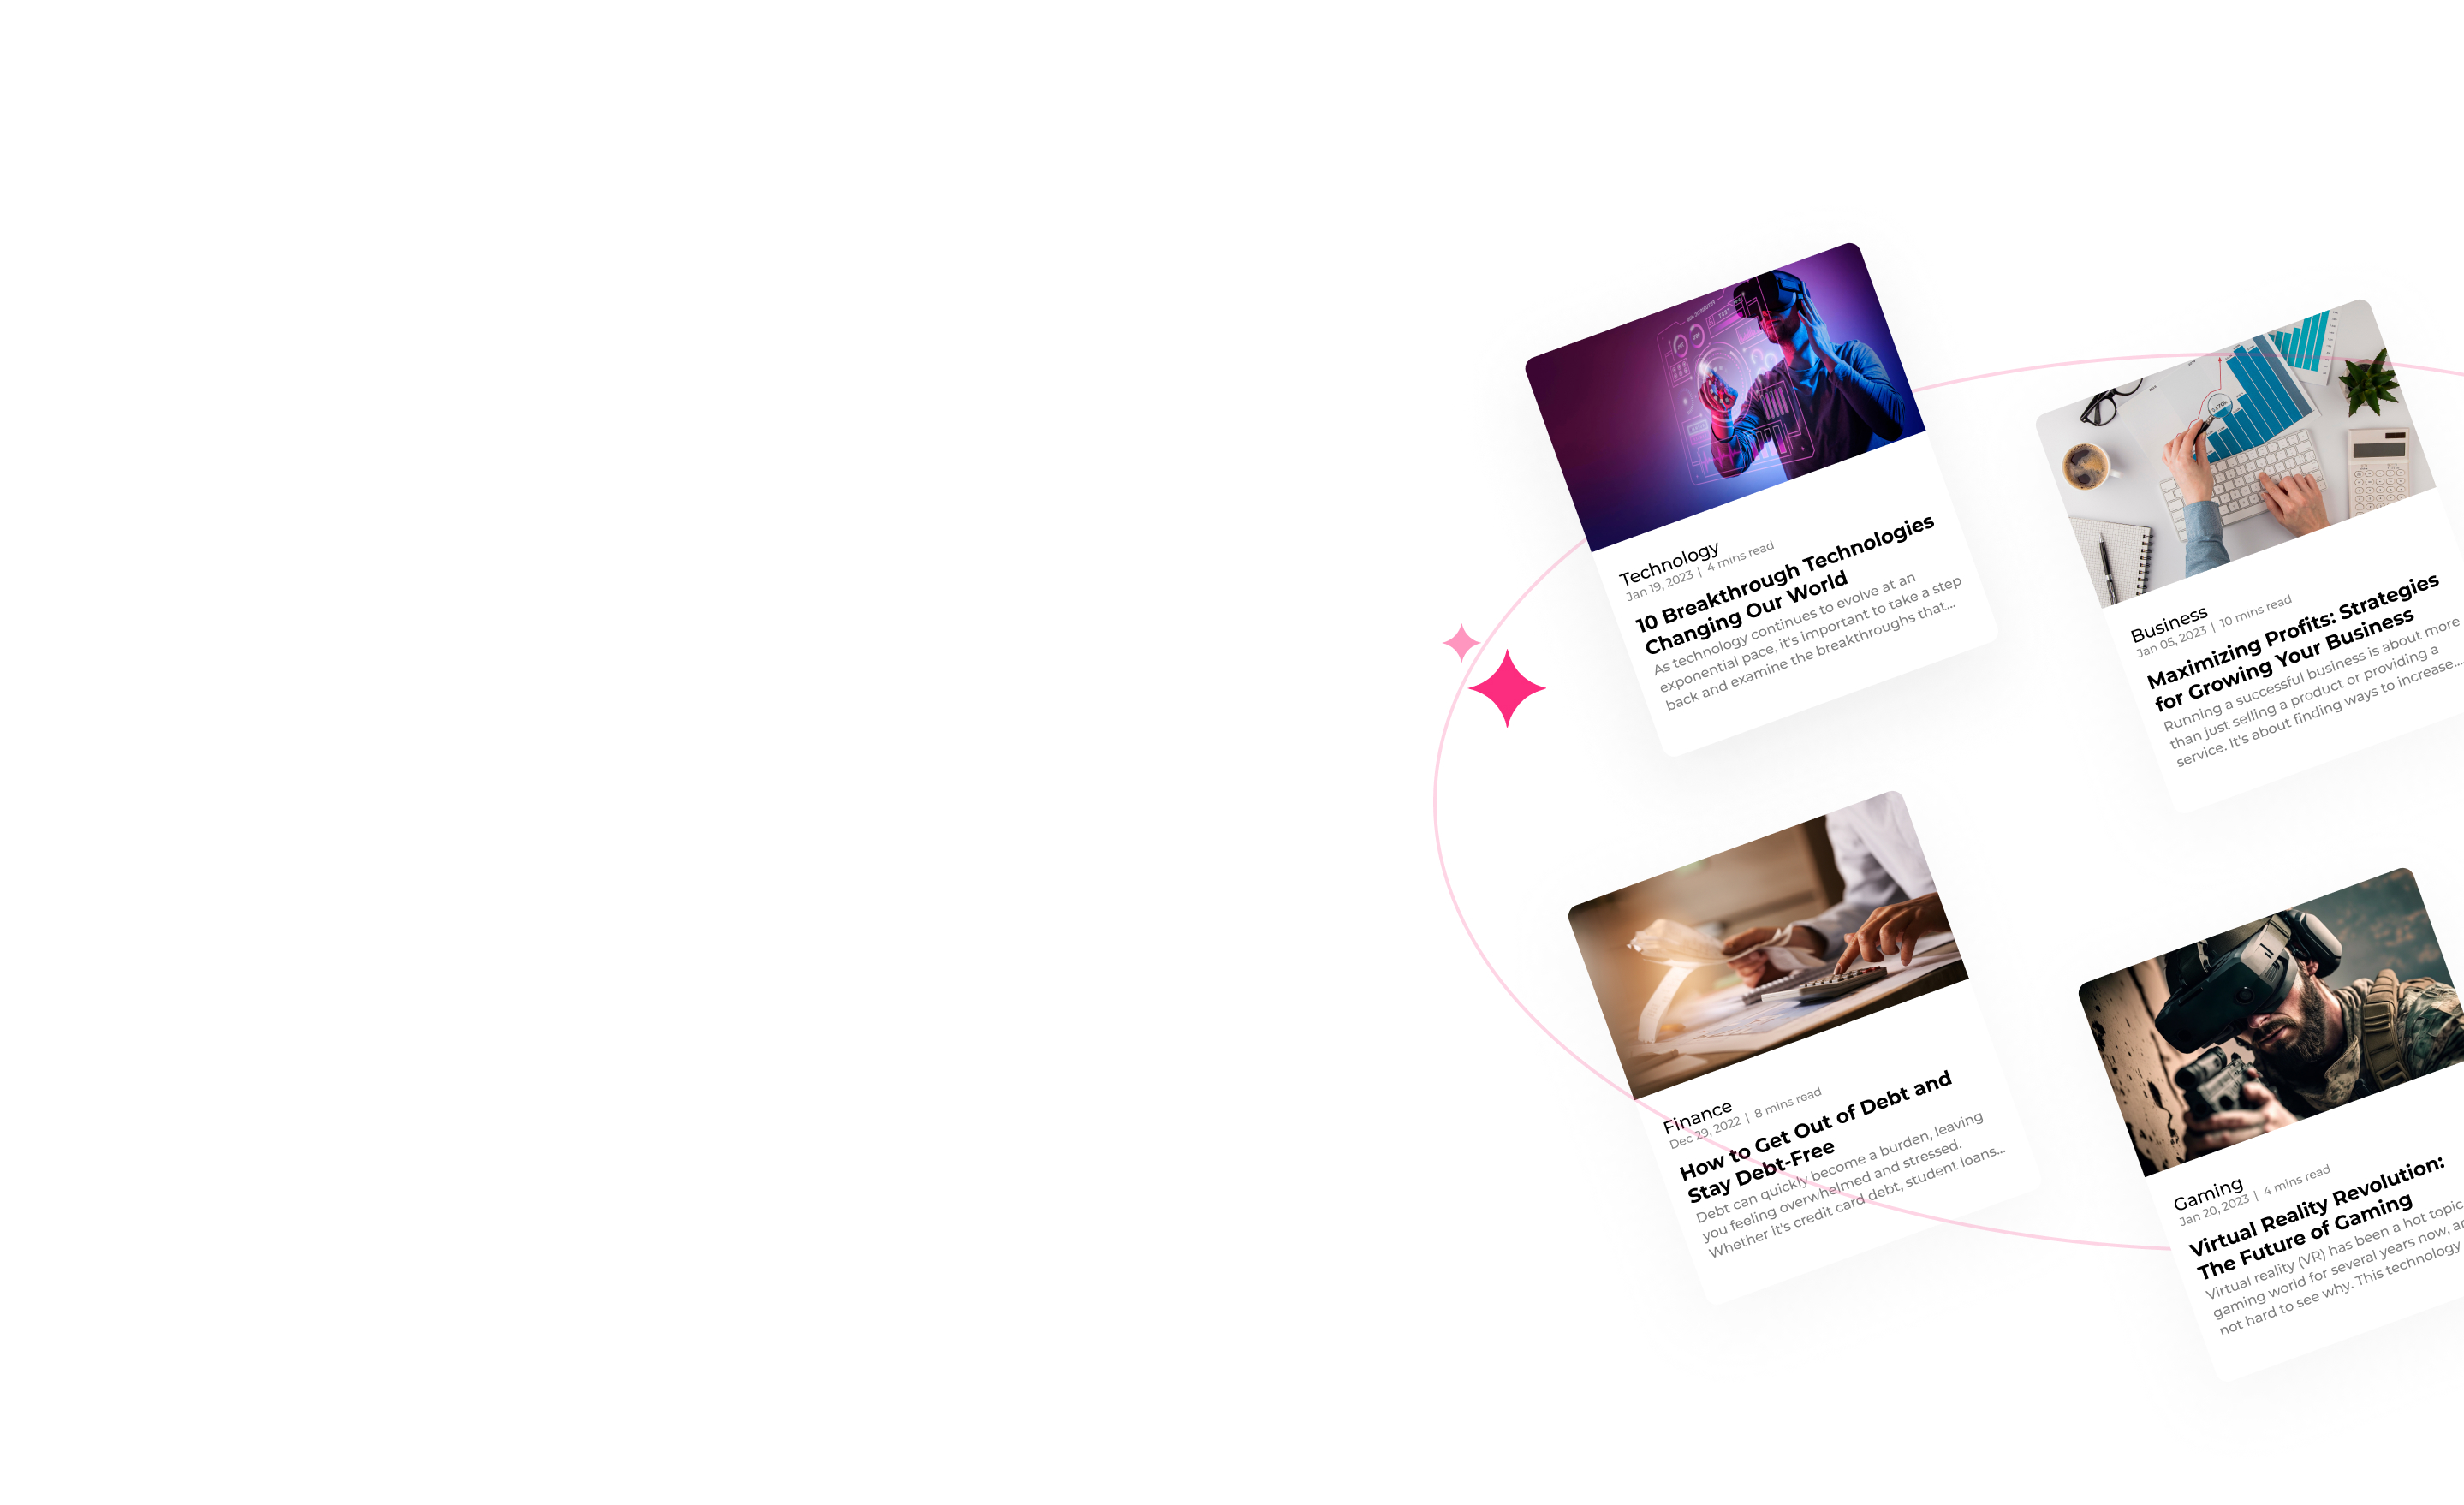 Technology
Jan 19, 2023 | 4 mins read
10 Breakthrough Technologies
Changing Our World
As technology continues to evolve at an
exponential pace, it's important to take a step
back and examine the breakthroughs that...
Business
Jan 05, 2023 | 10 mins read
Maximizing Profits: Strategies
for Growing Your Business
Running a successful business is about more
than just selling a product or providing a
service. It's about finding ways to increase...
Finance
Dec 29, 2022 | 8 mins read
How to Get Out of Debt and
Stay Debt-Free
Debt can quickly become a burden, leaving
you feeling overwhelmed and stressed.
Whether it's credit card debt, student loans...
Gaming
Jan 20, 2023 | 4 mins read
Virtual Reality Revolution:
The Future of Gaming
Virtual reality (VR) has been a hot topic
gaming world for several years now,
not hard to see why. This technology